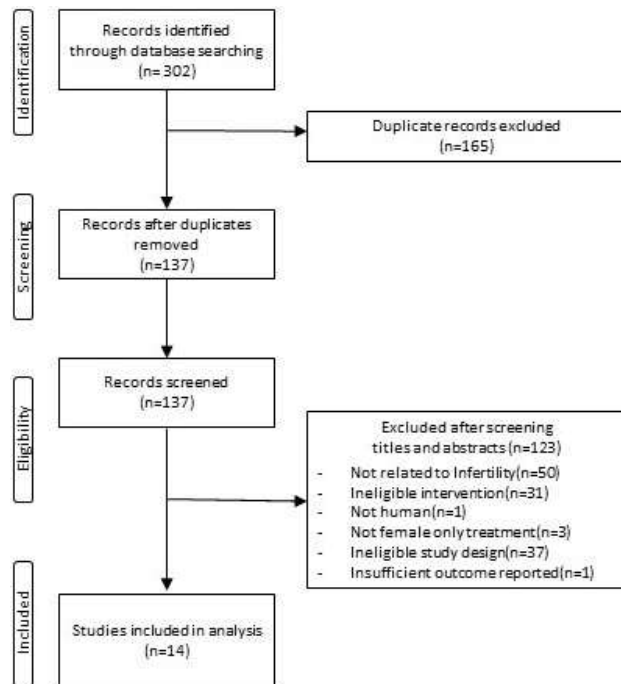 Identification
Records identified
through database searching
(n= 302)
Duplicate records excluded
(n=165)
Screening
Records after duplicates
removed
(n=137)
Eligibility
Records screened
(n=137)
Excluded after screening
titles and abstracts (n=123)
- Not related to Infertility(n=50)
- Ineligible intervention(n=31)
- Not human(n=1)
- Not female only treatment(n=3)
- Ineligible study design(n=37)
- Insufficient outcome reported(n=1)
Included
Studies included in analysis
(n=14)